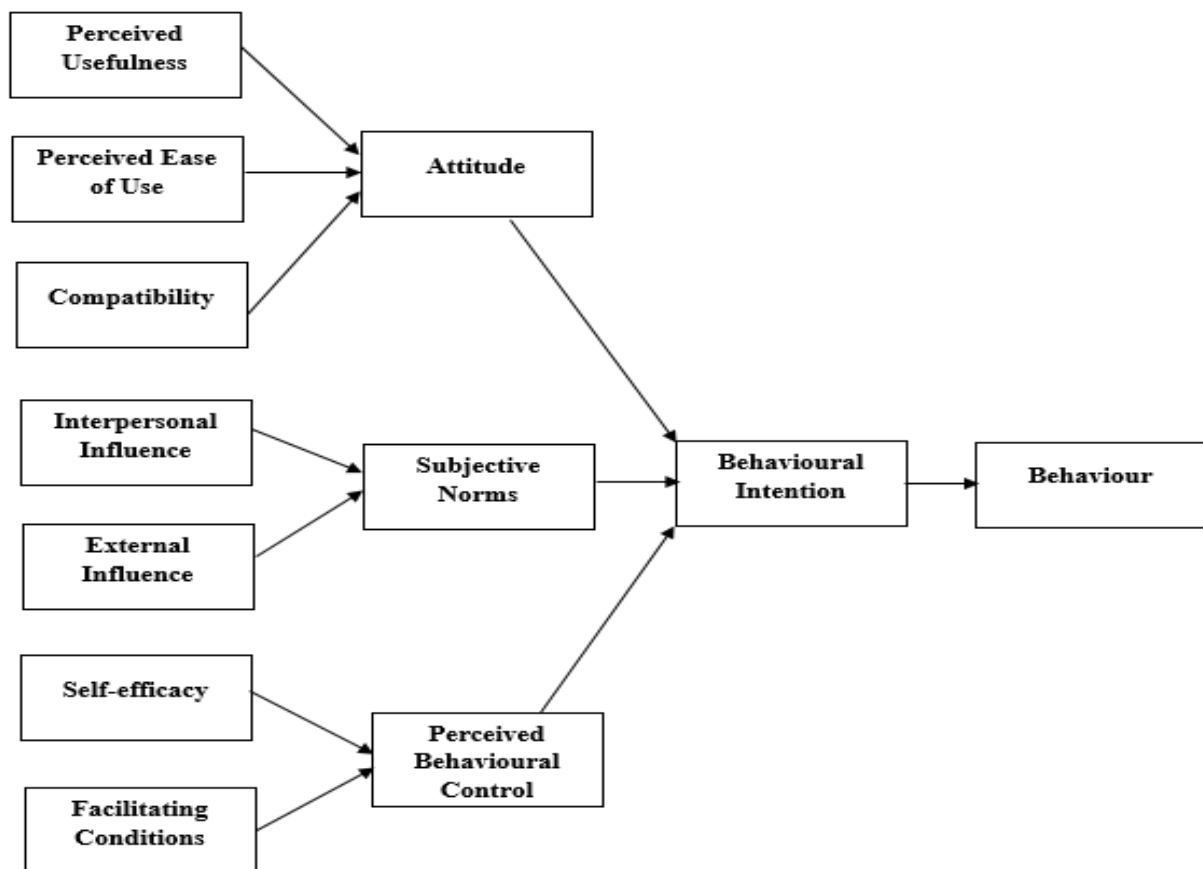 Perceived
Usefulness
Perceived Ease
of Use
Compatibility
Attitude
Interpersonal
Influence
External
Influence
Subjective
Norms
Behavioural
Intention
Behaviour
Self-efficacy
Facilitating
Conditions
Perceived
Behavioural
Control